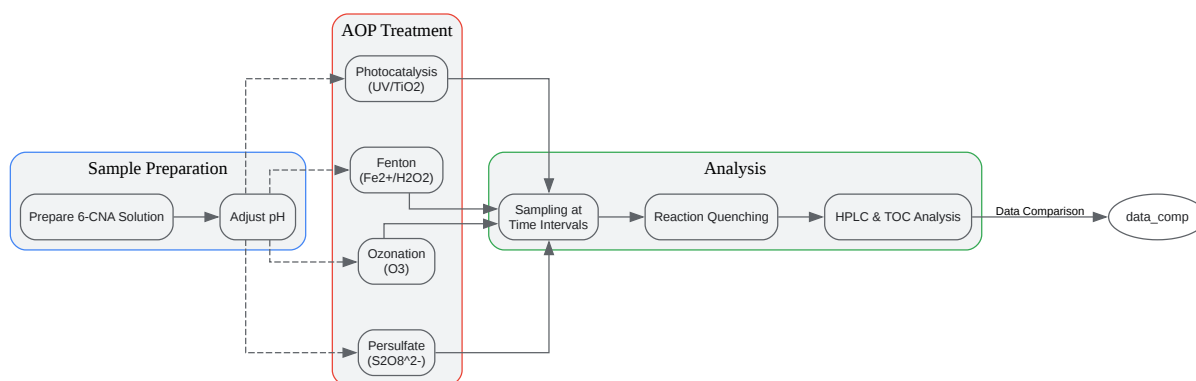 AOP Treatment
Photocatalysis
(UV/TiO2)
Sample Preparation
Prepare 6-CNA Solution
Adjust pH
Fenton
(Fe2+/H2O2)
Ozonation
(O3)
Persulfate
(S2O8^2-)
Analysis
Sampling at
Time Intervals
Reaction Quenching
HPLC & TOC Analysis
Data Comparison
data_comp